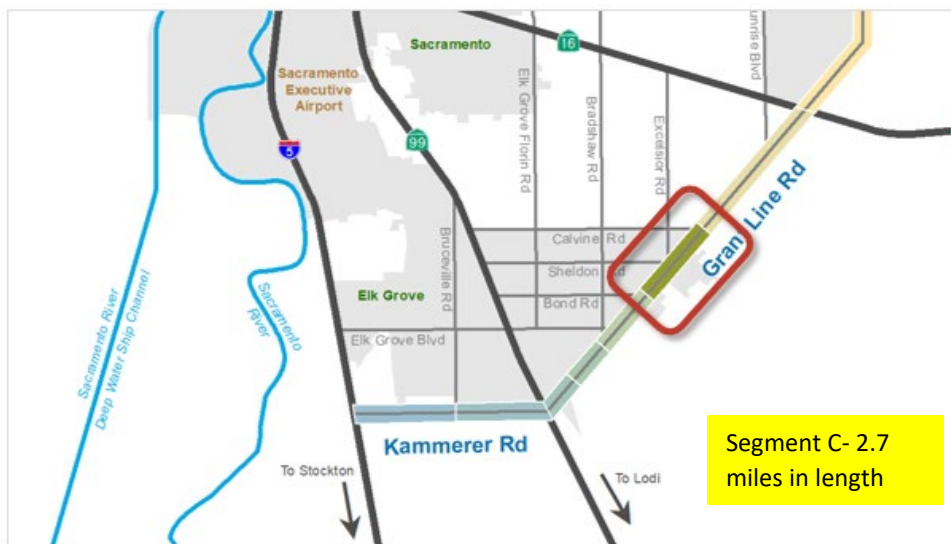 Sacramento
16
unrise Blvd
Sacramento
Executive
Airport
5
99
Elk Grove Florin Rd
Bradshaw Rd
Excelsior Rd
Bruceville Rd
Calvine Rd
Sheldon Rd
Bond Rd
Gran Line Rd
Elk Grove
Elk Grove Blvd
Sacramento River
Deep Water Ship Channel
Sacramento
River
Kammerer Rd
To Stockton
To Lodi
Segment C- 2.7
miles in length